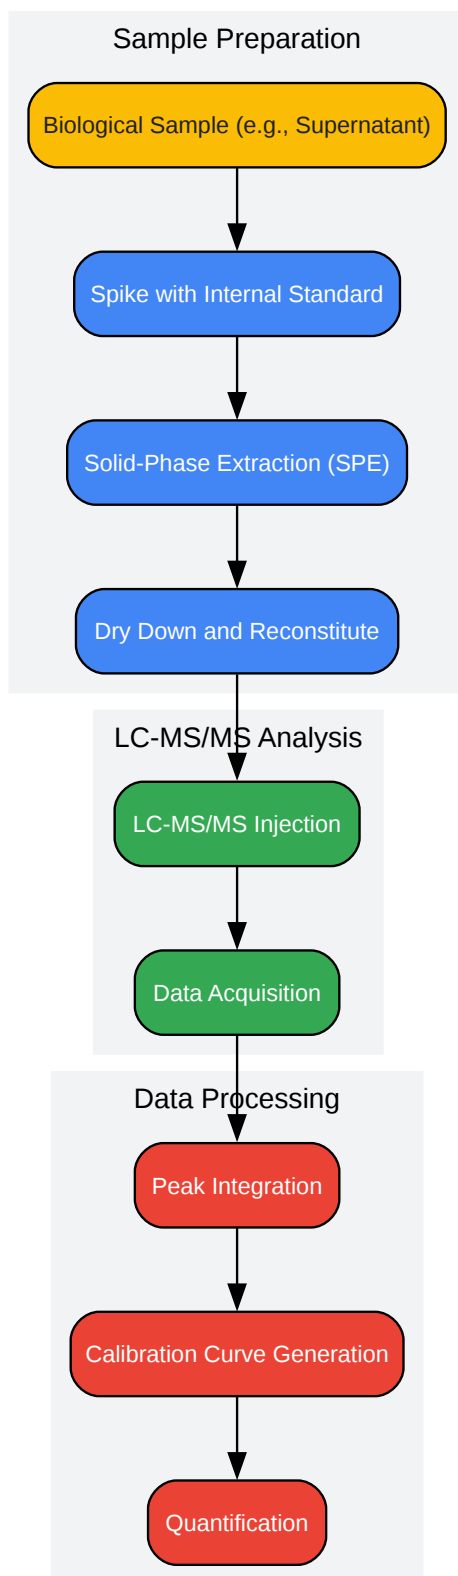 Sample Preparation
Biological Sample (e.g., Supernatant)
Spike with Internal Standard
Solid-Phase Extraction (SPE)
Dry Down and Reconstitute
LC-MS/MS Analysis
LC-MS/MS Injection
Data Acquisition
Data Processing
Peak Integration
Calibration Curve Generation
Quantification